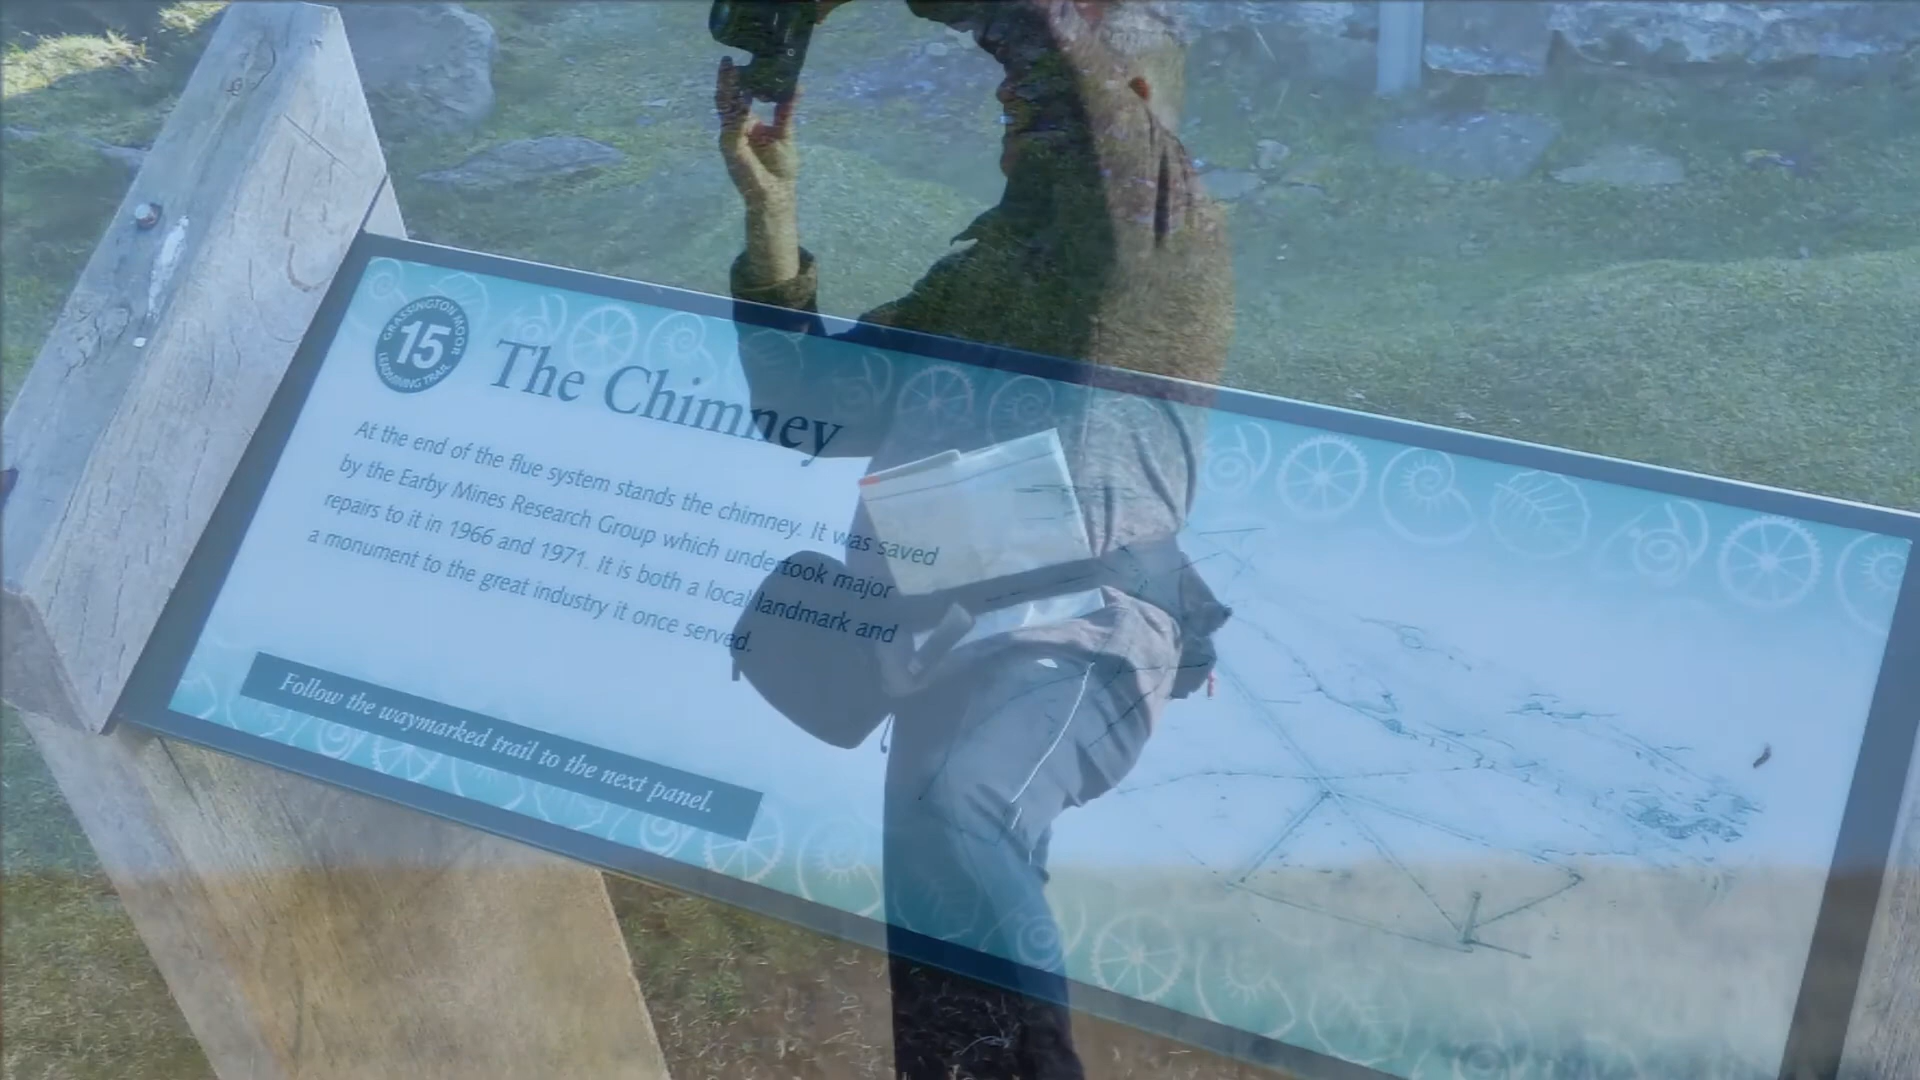 GRASSINGTON MOOR
15
LEADMINING TRAIL
The Chimney
At the end of the flue system stands the chimney. It was saved
by the Earby Mines Research Group which undertook major
repairs to it in 1966 and 1971. It is both a local landmark and
a monument to the great industry it once served.
Follow the waymarked trail to the next panel.